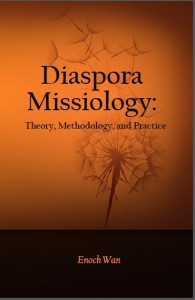 Diaspora
Missiology:
Theory, Methodology, and Practice
Enoch Wan